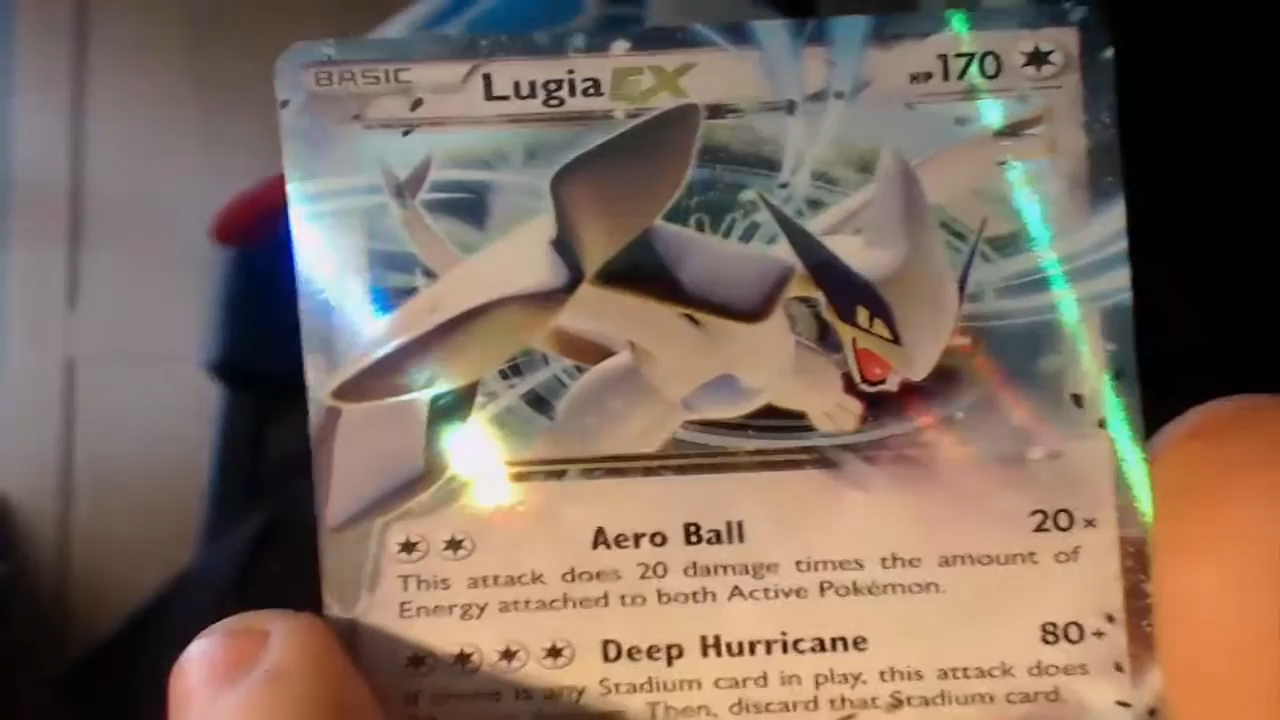 BASIC Lugia EX HP 170
Aero Ball 20×
This attack does 20 damage times the amount of
Energy attached to both Active Pokémon.
Deep Hurricane 80+
If is any Stadium card in play, this attack does
Then, discard that Stadium card.